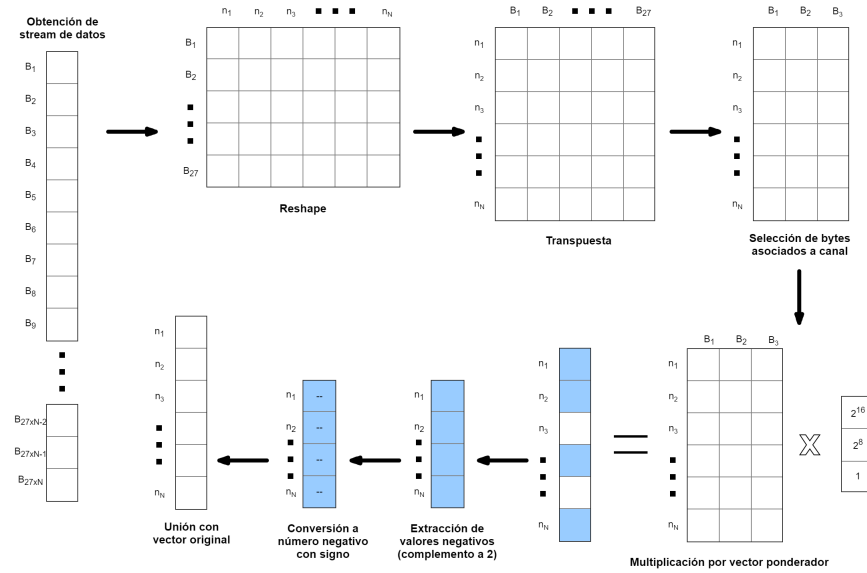 Obtención de
stream de datos
B1
B2
B3
B4
B5
B6
B7
B8
B9
B27xN-2
B27xN-1
B27xN
n1 n2 n3 nN
B1
B2
B27
Reshape
B1 B2 B27
n1
n2
n3
nN
Transpuesta
B1 B2 B3
n1
n2
n3
nN
Selección de bytes
asociados a canal
B1 B2 B3
n1
n2
n3
nN
X
2^16
2^8
1
Multiplicación por vector ponderador
=
n1
n2
n3
nN
n1
n2
nN
Extracción de
valores negativos
(complemento a 2)
n1 --
n2 --
--
nN --
Conversión a
número negativo
con signo
n1
n2
n3
nN
Unión con
vector original